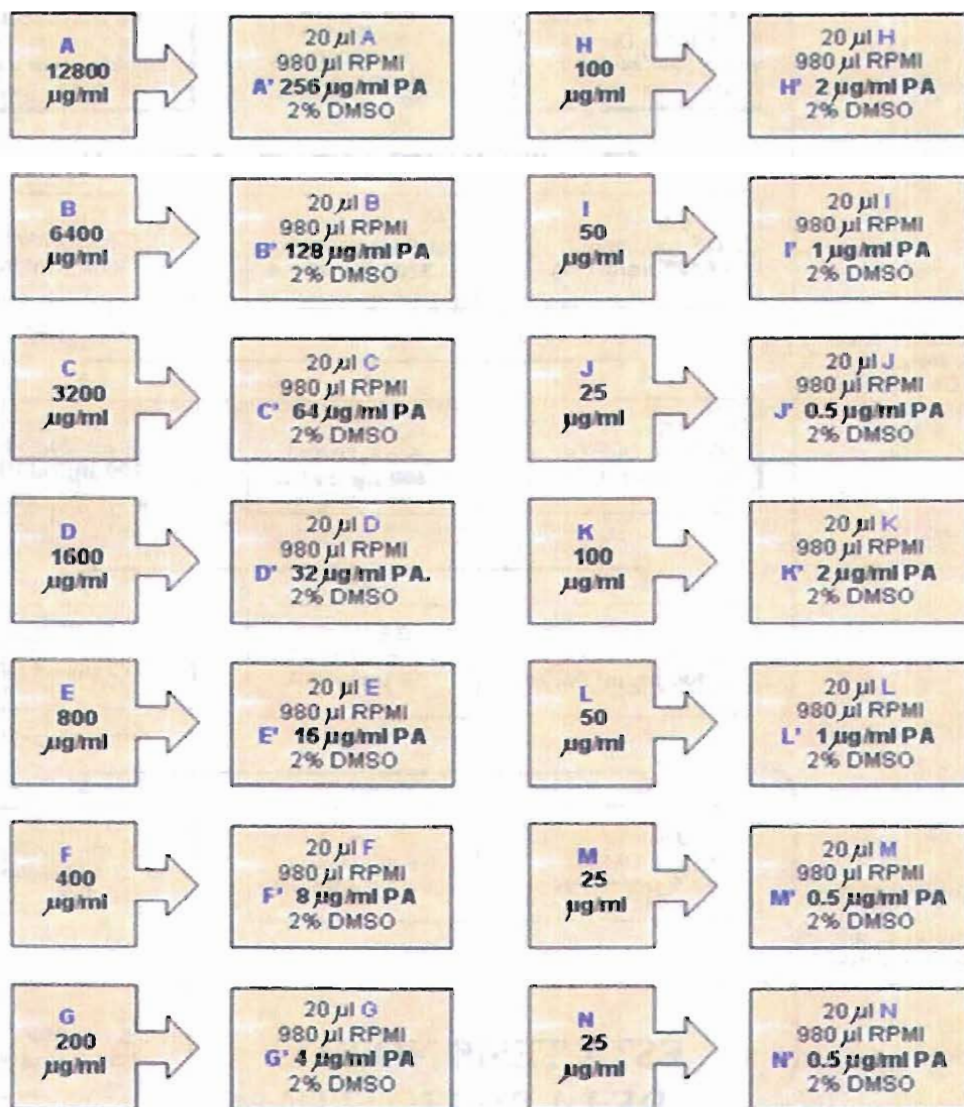 A
12800
µg/ml
20 µl A
980 µl RPMI
A' 256 µg/ml PA
2% DMSO
H
100
µg/ml
20 µl H
980 µl RPMI
H' 2 µg/ml PA
2% DMSO
B
6400
µg/ml
20 µl B
980 µl RPMI
B' 128 µg/ml PA
2% DMSO
I
50
µg/ml
20 µl I
980 µl RPMI
I' 1 µg/ml PA
2% DMSO
C
3200
µg/ml
20 µl C
980 µl RPMI
C' 64 µg/ml PA
2% DMSO
J
25
µg/ml
20 µl J
980 µl RPMI
J' 0.5 µg/ml PA
2% DMSO
D
1600
µg/ml
20 µl D
980 µl RPMI
D' 32 µg/ml PA.
2% DMSO
K
100
µg/ml
20 µl K
980 µl RPMI
K' 2 µg/ml PA
2% DMSO
E
800
µg/ml
20 µl E
980 µl RPMI
E' 16 µg/ml PA
2% DMSO
L
50
µg/ml
20 µl L
980 µl RPMI
L' 1 µg/ml PA
2% DMSO
F
400
µg/ml
20 µl F
980 µl RPMI
F' 8 µg/ml PA
2% DMSO
M
25
µg/ml
20 µl M
980 µl RPMI
M' 0.5 µg/ml PA
2% DMSO
G
200
µg/ml
20 µl G
980 µl RPMI
G' 4 µg/ml PA
2% DMSO
N
25
µg/ml
20 µl N
980 µl RPMI
N' 0.5 µg/ml PA
2% DMSO